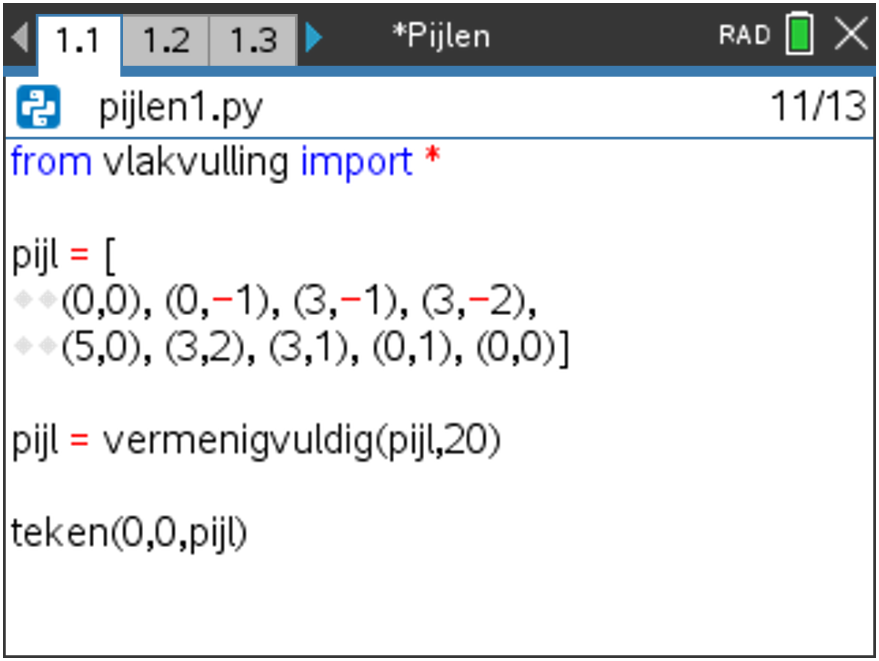 1.1 1.2 1.3 *Pijlen RAD
pijlen1.py 11/13
from vlakvulling import *
pijl = [
(0,0), (0,-1), (3,-1), (3,-2),
(5,0), (3,2), (3,1), (0,1), (0,0)]
pijl = vermenigvuldig(pijl,20)
teken(0,0,pijl)